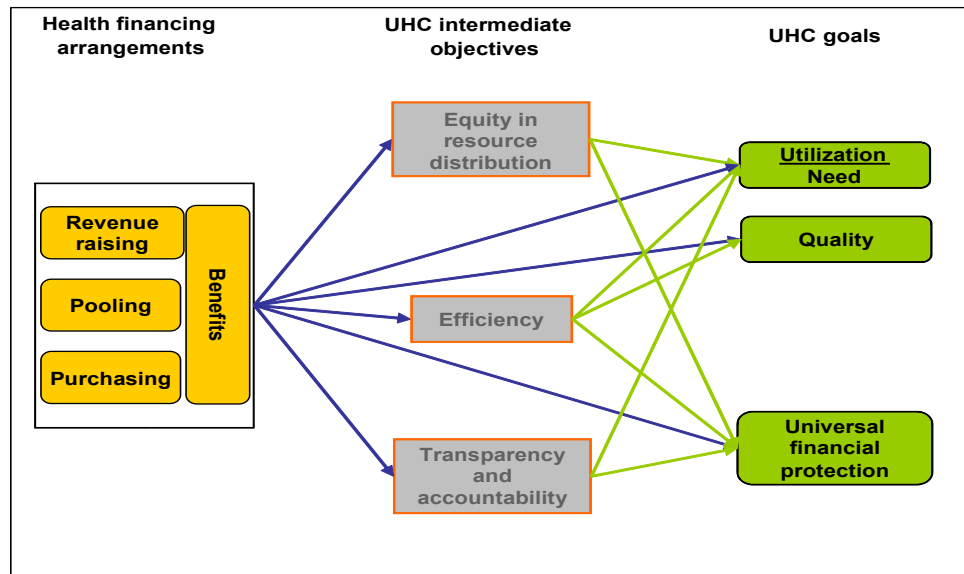 Health financing
arrangements
UHC intermediate
objectives
UHC goals
Revenue
raising
Pooling
Purchasing
Benefits
Equity in
resource
distribution
Efficiency
Transparency
and
accountability
Utilization
Need
Quality
Universal
financial
protection